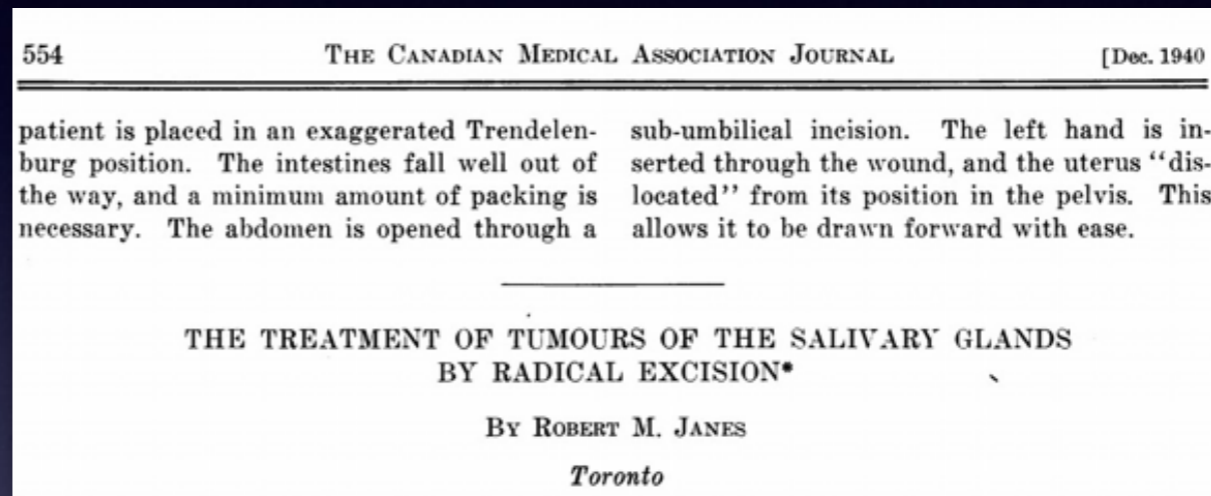 554 THE CANADIAN MEDICAL ASSOCIATION JOURNAL [Dec. 1940
patient is placed in an exaggerated Trendelen-
burg position. The intestines fall well out of
the way, and a minimum amount of packing is
necessary. The abdomen is opened through a
sub-umbilical incision. The left hand is in-
serted through the wound, and the uterus "dis-
located" from its position in the pelvis. This
allows it to be drawn forward with ease.
THE TREATMENT OF TUMOURS OF THE SALIVARY GLANDS
BY RADICAL EXCISION*
BY ROBERT M. JANES
Toronto